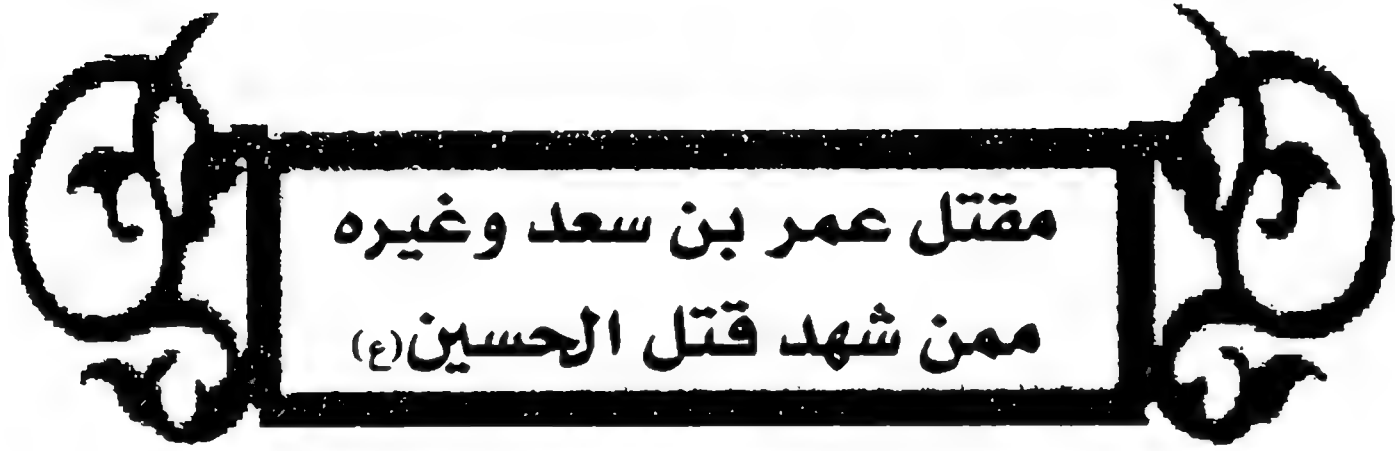 مقتل عمر بن سعد وغيره
ممن شهد قتل الحسين(ع)